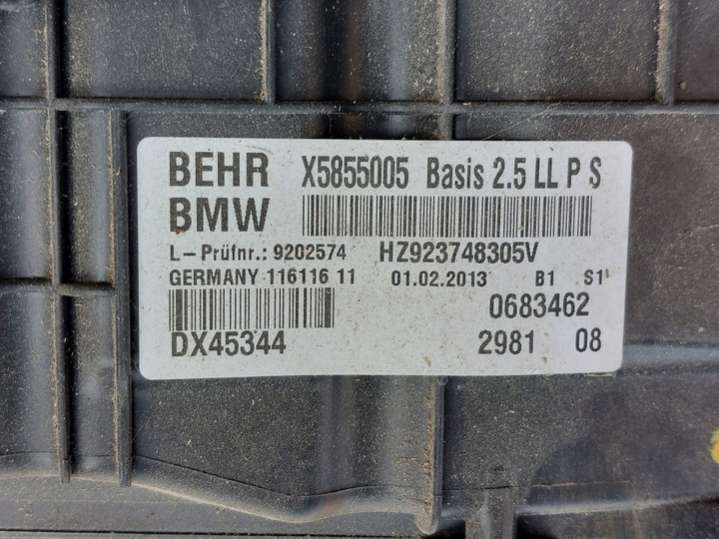 BEHR X5855005 Basis 2.5 LL P S
BMW
L-Prüfnr.: 9202574 HZ923748305V
GERMANY 116116 11 01.02.2013 B1 S1
0683462
DX45344 2981 08